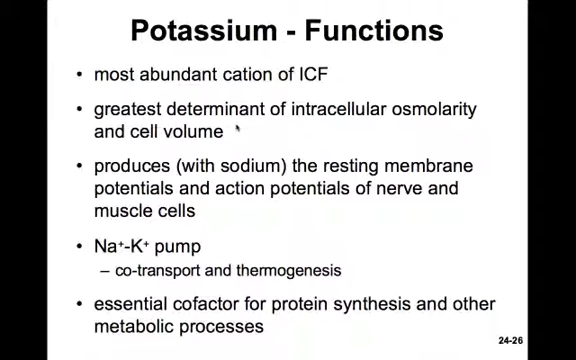 Potassium - Functions
• most abundant cation of ICF
• greatest determinant of intracellular osmolarity
and cell volume
• produces (with sodium) the resting membrane
potentials and action potentials of nerve and
muscle cells
• Na⁺-K⁺ pump
– co-transport and thermogenesis
• essential cofactor for protein synthesis and other
metabolic processes
24-26